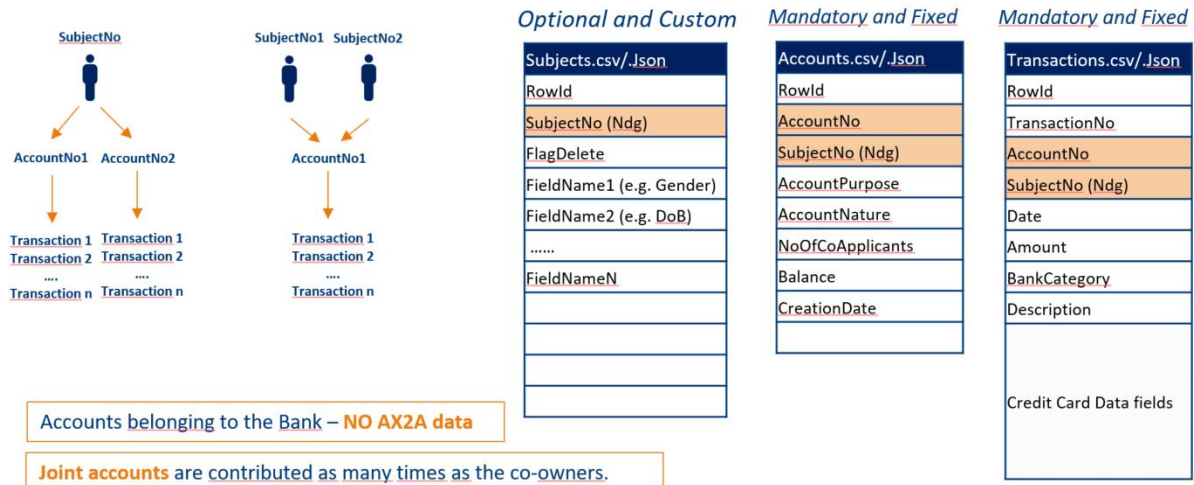 SubjectNo
AccountNo1 AccountNo2
Transaction 1 Transaction 1
Transaction 2 Transaction 2
.... ....
Transaction n Transaction n
SubjectNo1 SubjectNo2
AccountNo1
Transaction 1
Transaction 2
....
Transaction n
Optional and Custom
Subjects.csv/.Json
RowId
SubjectNo (Ndg)
FlagDelete
FieldName1 (e.g. Gender)
FieldName2 (e.g. DoB)
......
FieldNameN
Mandatory and Fixed
Accounts.csv/.Json
RowId
AccountNo
SubjectNo (Ndg)
AccountPurpose
AccountNature
NoOfCoApplicants
Balance
CreationDate
Mandatory and Fixed
Transactions.csv/.Json
RowId
TransactionNo
AccountNo
SubjectNo (Ndg)
Date
Amount
BankCategory
Description
Credit Card Data fields
Accounts belonging to the Bank – NO AX2A data
Joint accounts are contributed as many times as the co-owners.